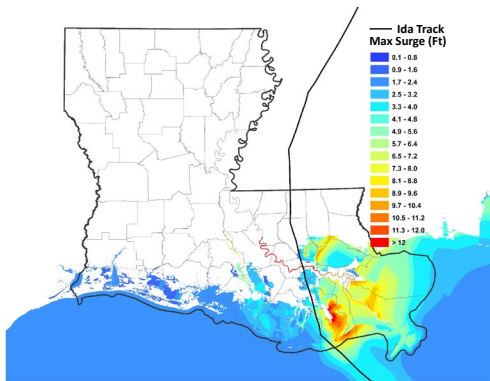 Ida Track
Max Surge (Ft)
0.1 - 0.8
0.9 - 1.6
1.7 - 2.4
2.5 - 3.2
3.3 - 4.0
4.1 - 4.8
4.9 - 5.6
5.7 - 6.4
6.5 - 7.2
7.3 - 8.0
8.1 - 8.8
8.9 - 9.6
9.7 - 10.4
10.5 - 11.2
11.3 - 12.0
> 12